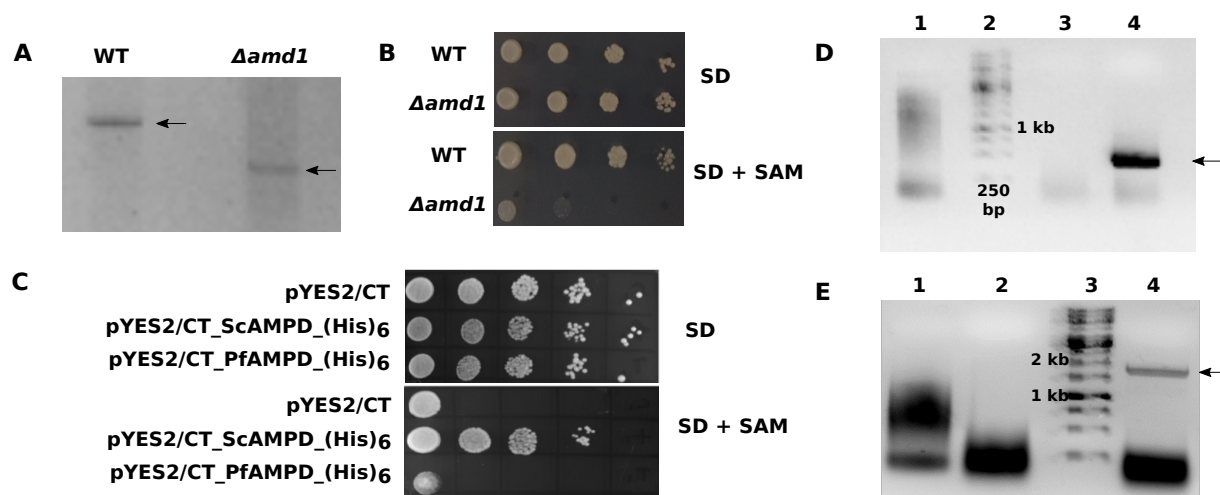 A
WT
Δamd1
B
WT
Δamd1
SD
WT
Δamd1
SD + SAM
C
pYES2/CT
pYES2/CT_ScAMPD_(His)6
pYES2/CT_PfAMPD_(His)6
SD
pYES2/CT
pYES2/CT_ScAMPD_(His)6
pYES2/CT_PfAMPD_(His)6
SD + SAM
D
1 2 3 4
1 kb
250
bp
E
1 2 3 4
2 kb
1 kb